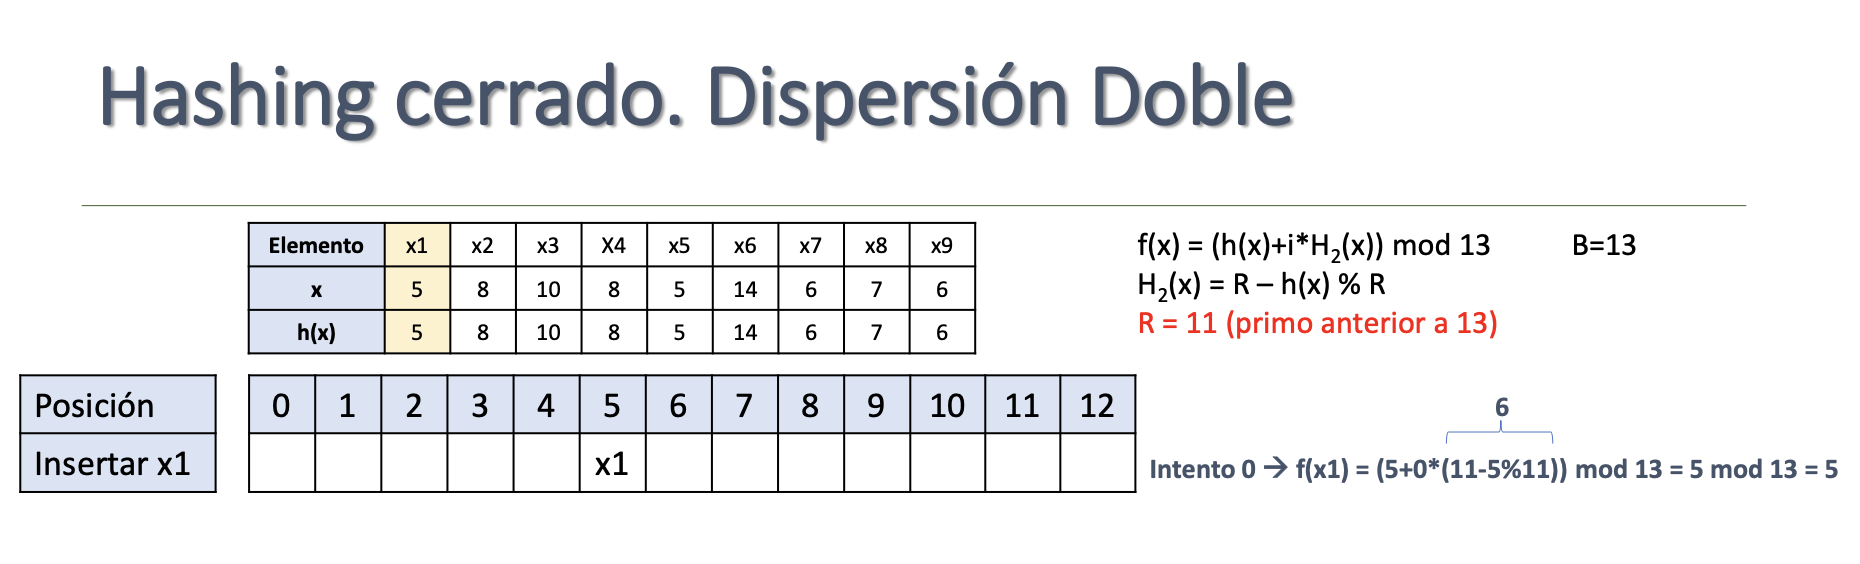 Hashing cerrado. Dispersión Doble
Elemento x1 x2 x3 X4 x5 x6 x7 x8 x9
x 5 8 10 8 5 14 6 7 6
h(x) 5 8 10 8 5 14 6 7 6
f(x) = (h(x)+i*H₂(x)) mod 13 B=13
H₂(x) = R – h(x) % R
R = 11 (primo anterior a 13)
Posición 0 1 2 3 4 5 6 7 8 9 10 11 12
Insertar x1 x1
6
Intento 0 → f(x1) = (5+0*(11-5%11)) mod 13 = 5 mod 13 = 5